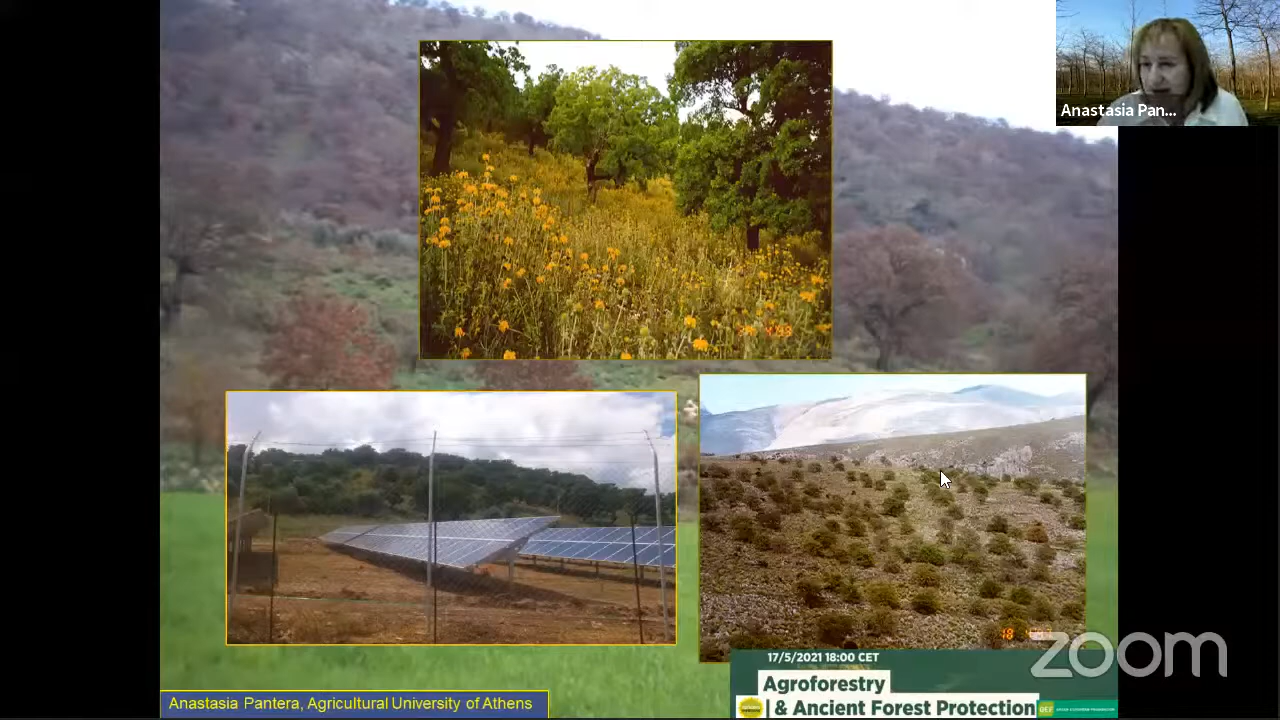 Anastasia Pan...
zoom
17/5/2021 18:00 CET
Agroforestry
& Ancient Forest Protection
Anastasia Pantera, Agricultural University of Athens